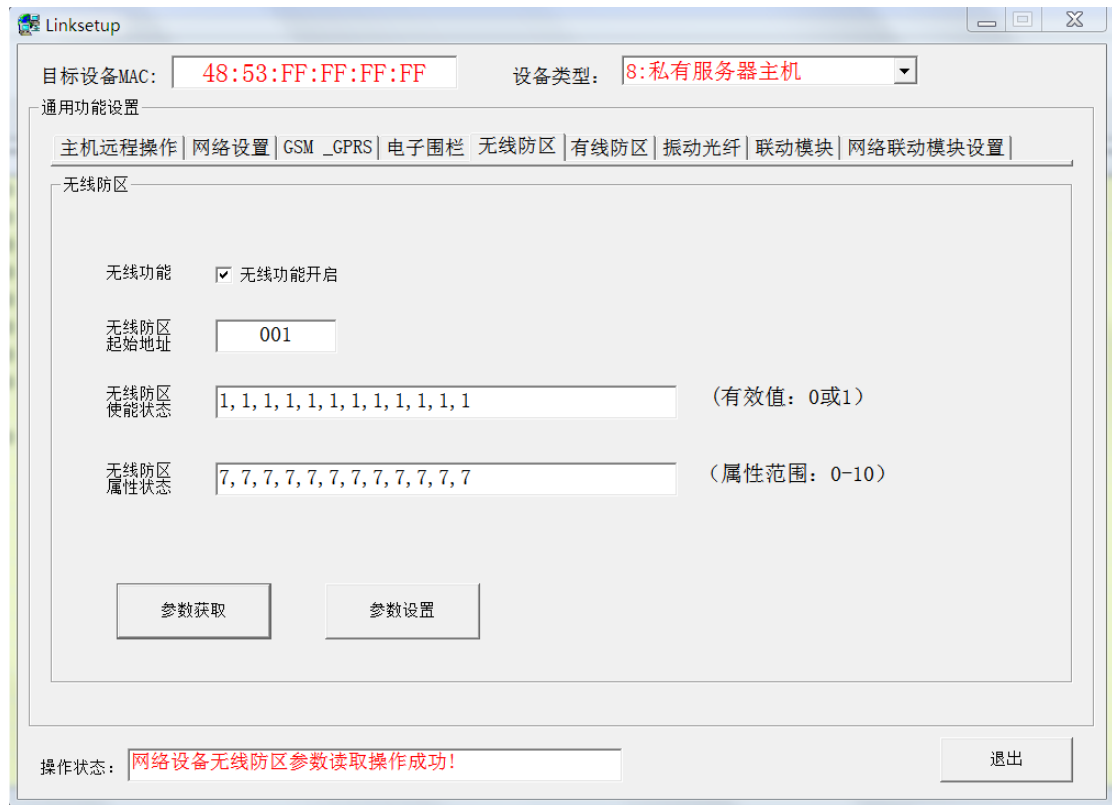 Linksetup
目标设备MAC: 48:53:FF:FF:FF:FF 设备类型: 8:私有服务器主机
通用功能设置
主机远程操作 网络设置 GSM _GPRS 电子围栏 无线防区 有线防区 振动光纤 联动模块 网络联动模块设置
无线防区
无线功能 无线功能开启
无线防区
起始地址 001
无线防区
使能状态 1,1,1,1,1,1,1,1,1,1,1,1 (有效值: 0或1)
无线防区
属性状态 7,7,7,7,7,7,7,7,7,7,7,7 (属性范围: 0-10)
参数获取 参数设置
操作状态: 网络设备无线防区参数读取操作成功! 退出